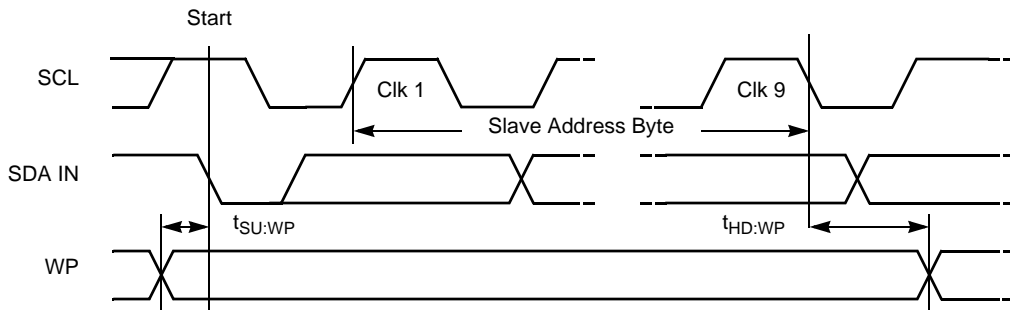 Start
SCL
Clk 1
Clk 9
Slave Address Byte
SDA IN
tSU:WP
tHD:WP
WP